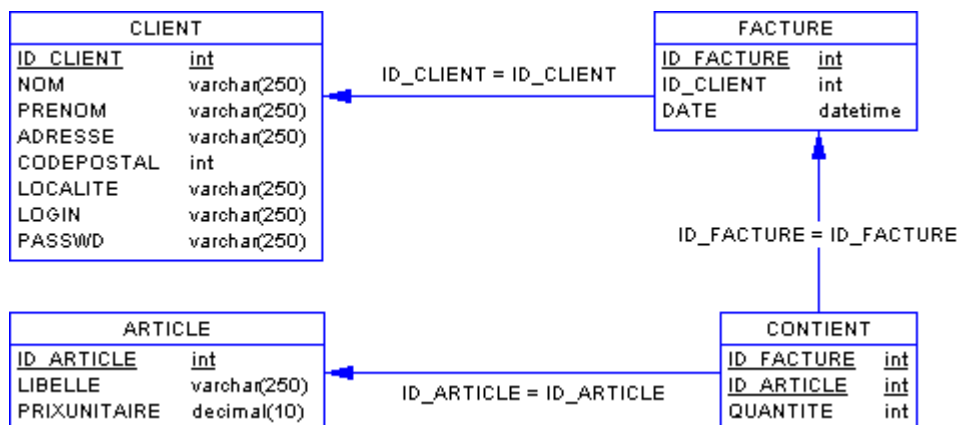 CLIENT
ID_CLIENT int
NOM varchar(250)
PRENOM varchar(250)
ADRESSE varchar(250)
CODEPOSTAL int
LOCALITE varchar(250)
LOGIN varchar(250)
PASSWD varchar(250)
ID_CLIENT = ID_CLIENT
FACTURE
ID_FACTURE int
ID_CLIENT int
DATE datetime
ID_FACTURE = ID_FACTURE
ARTICLE
ID_ARTICLE int
LIBELLE varchar(250)
PRIXUNITAIRE decimal(10)
ID_ARTICLE = ID_ARTICLE
CONTIENT
ID_FACTURE int
ID_ARTICLE int
QUANTITE int